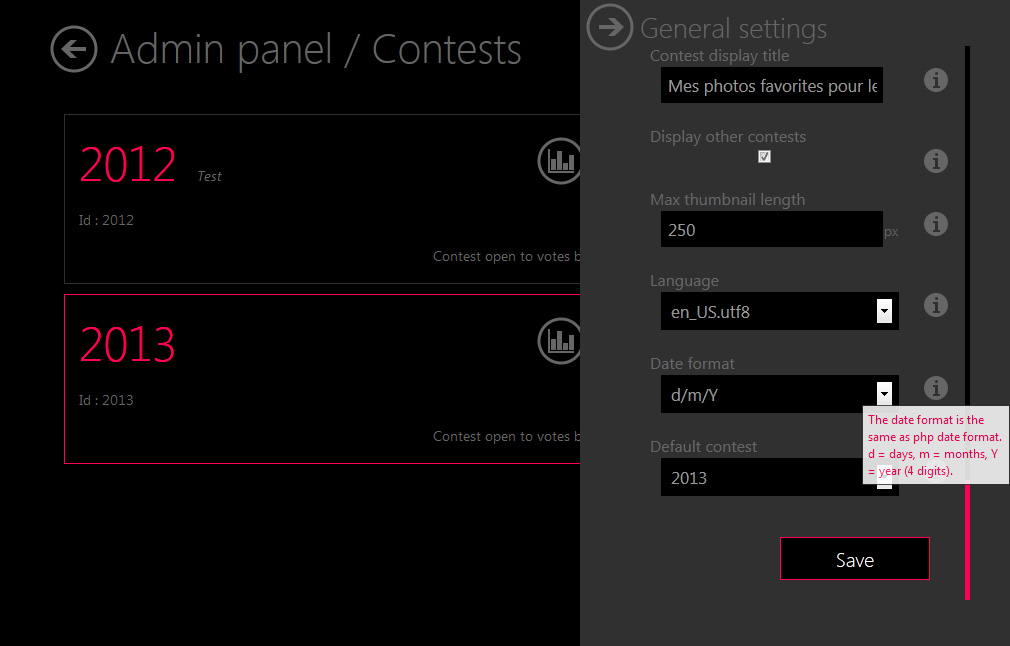 Admin panel / Contests
2012 Test
Id : 2012
Contest open to votes
2013
Id : 2013
Contest open to votes
General settings
Contest display title
Mes photos favorites pour le
Display other contests
Max thumbnail length
250 px
Language
en_US.utf8
Date format
d/m/Y
The date format is the
same as php date format.
d = days, m = months, Y
= year (4 digits).
Default contest
2013
Save